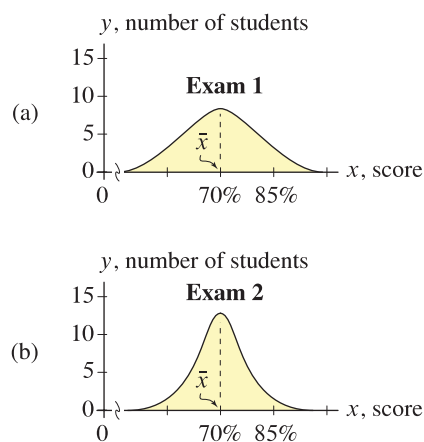 y, number of students
15
Exam 1
10
(a)
5
x̄
0
x, score
0
70% 85%
y, number of students
15
Exam 2
10
(b)
5
x̄
0
x, score
0
70% 85%